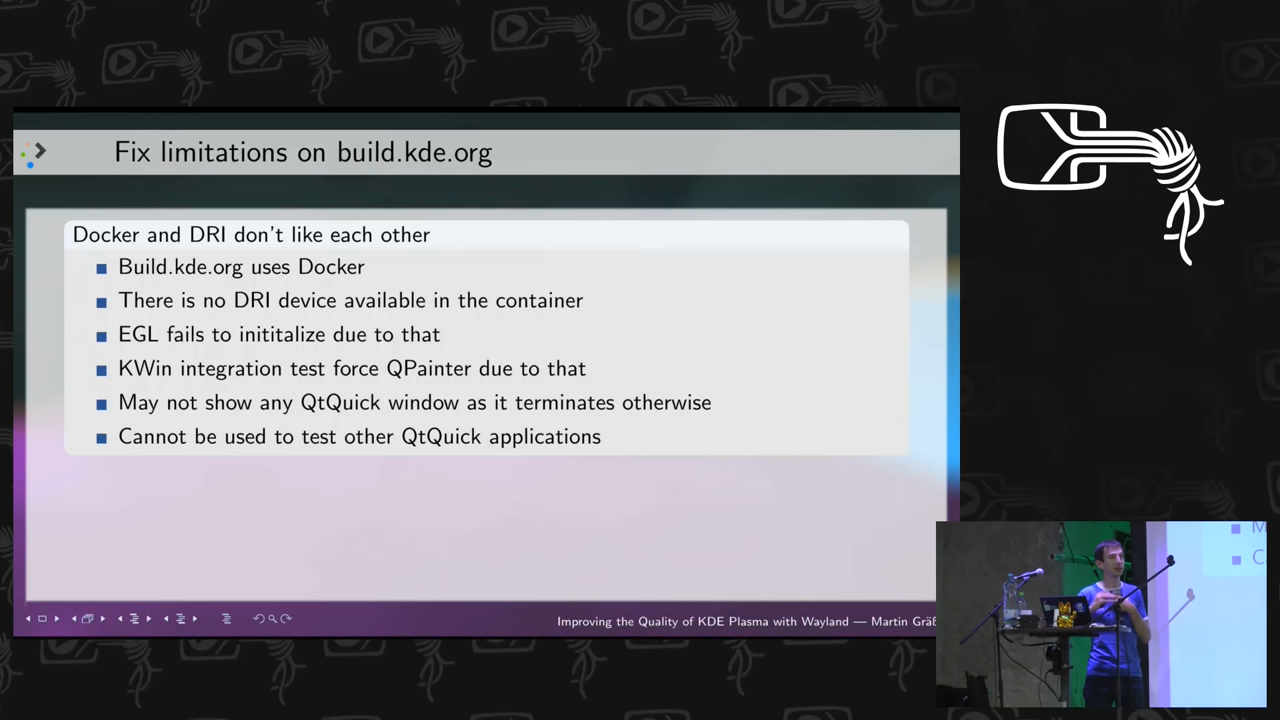 Fix limitations on build.kde.org
Docker and DRI don't like each other
Build.kde.org uses Docker
There is no DRI device available in the container
EGL fails to inititalize due to that
KWin integration test force QPainter due to that
May not show any QtQuick window as it terminates otherwise
Cannot be used to test other QtQuick applications
Improving the Quality of KDE Plasma with Wayland — Martin Gräß
M
C